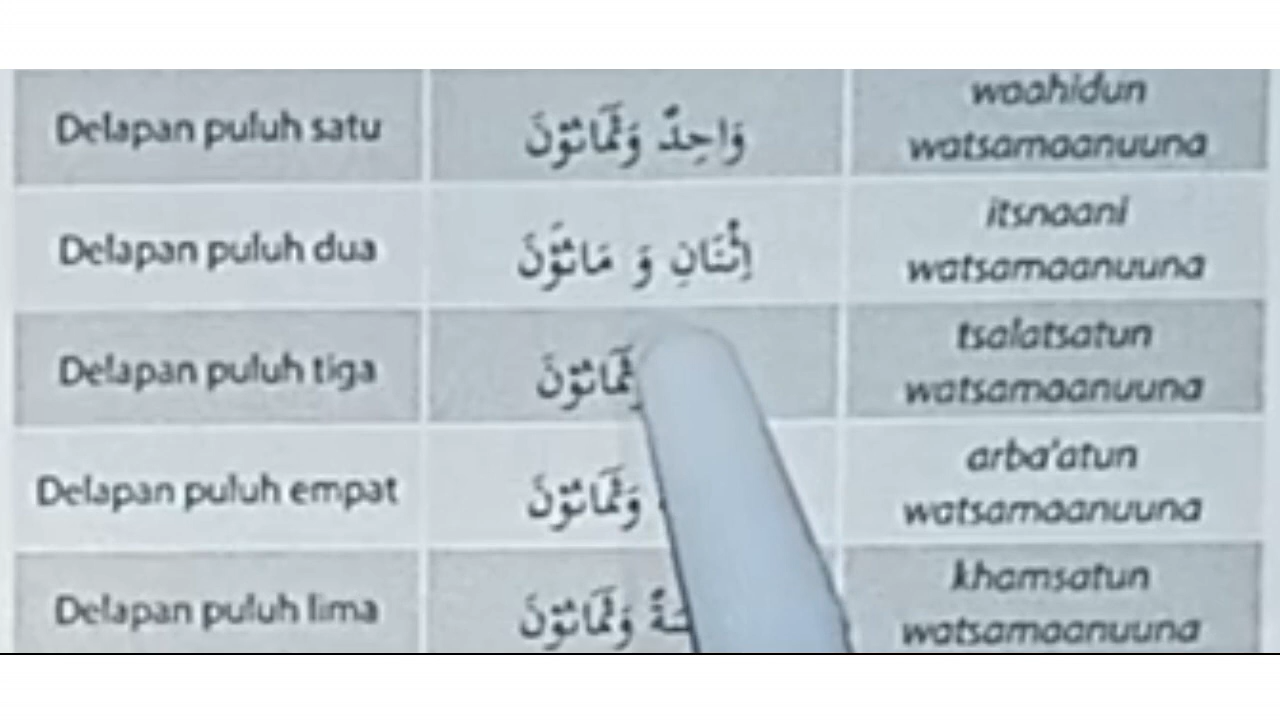 Delapan puluh satu
وَاحِدٌ وَثَمَانُوْنَ
waahidun
watsamaanuuna
Delapan puluh dua
اِثْنَانِ وَ مَانُوْنَ
itsnaani
watsamaanuuna
Delapan puluh tiga
tsalatsatun
watsamaanuuna
Delapan puluh empat
وَثَمَانُوْنَ
arba'atun
watsamaanuuna
Delapan puluh lima
وَثَمَانُوْنَ
khamsatun
watsamaanuuna